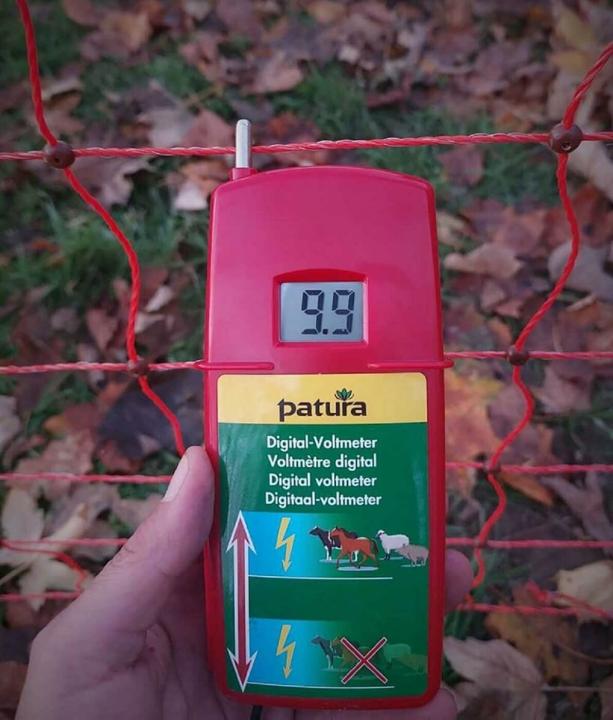 9.9
patura
Digital-Voltmeter
Voltmètre digital
Digital voltmeter
Digitaal-voltmeter